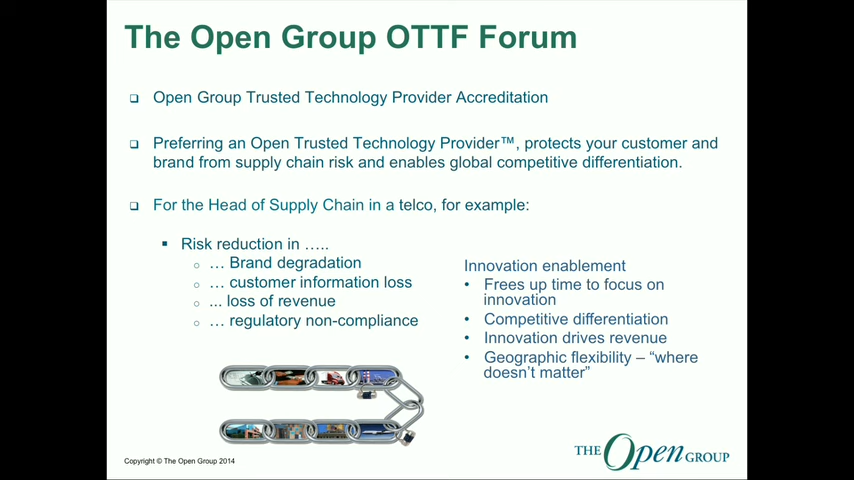 The Open Group OTTF Forum
❑ Open Group Trusted Technology Provider Accreditation
❑ Preferring an Open Trusted Technology Provider™, protects your customer and
brand from supply chain risk and enables global competitive differentiation.
❑ For the Head of Supply Chain in a telco, for example:
▪ Risk reduction in …..
○ … Brand degradation
○ … customer information loss
○ ... loss of revenue
○ … regulatory non-compliance
Innovation enablement
• Frees up time to focus on
innovation
• Competitive differentiation
• Innovation drives revenue
• Geographic flexibility – “where
doesn’t matter”
Copyright © The Open Group 2014
THE Open GROUP